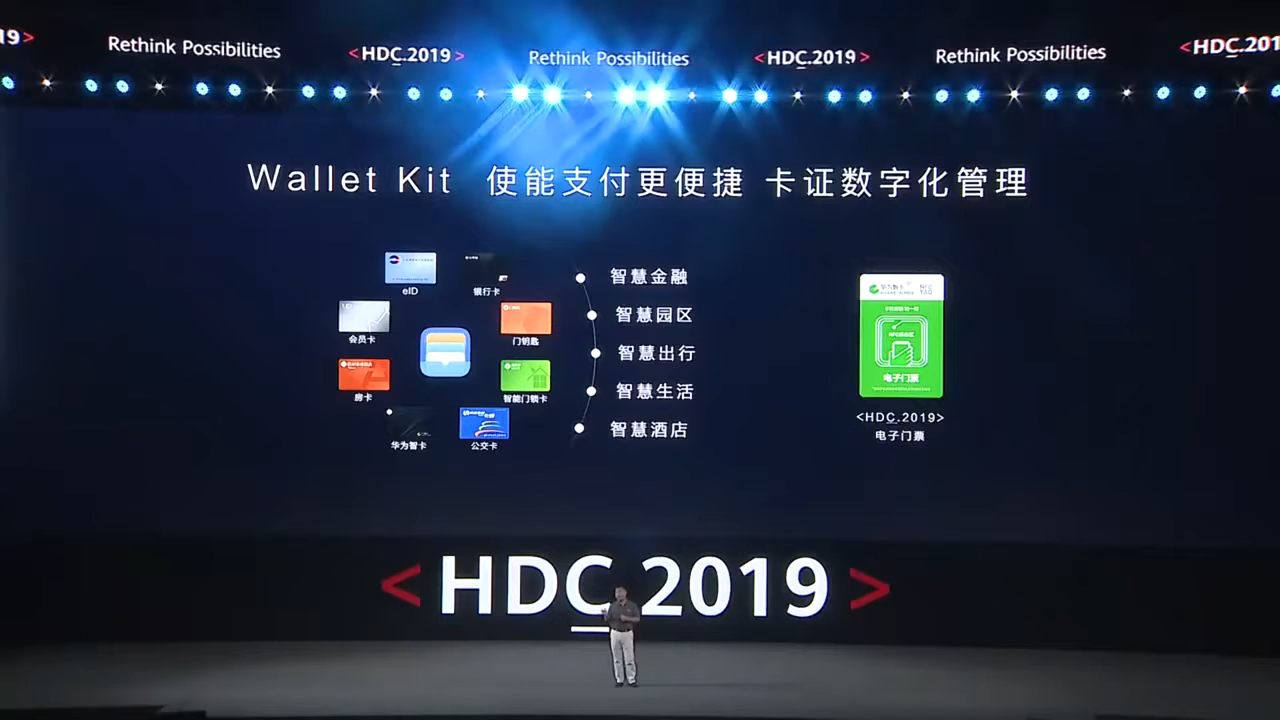 19>
Rethink Possibilities
<HDC.2019>
Rethink Possibilities
<HDC.2019>
Rethink Possibilities
<HDC.201
Wallet Kit 使能支付更便捷 卡证数字化管理
eID
银行卡
会员卡
门钥匙
房卡
智能门锁卡
华为智卡
公交卡
智慧金融
智慧园区
智慧出行
智慧生活
智慧酒店
电子门票
<HDC.2019>
电子门票
<HDC.2019>